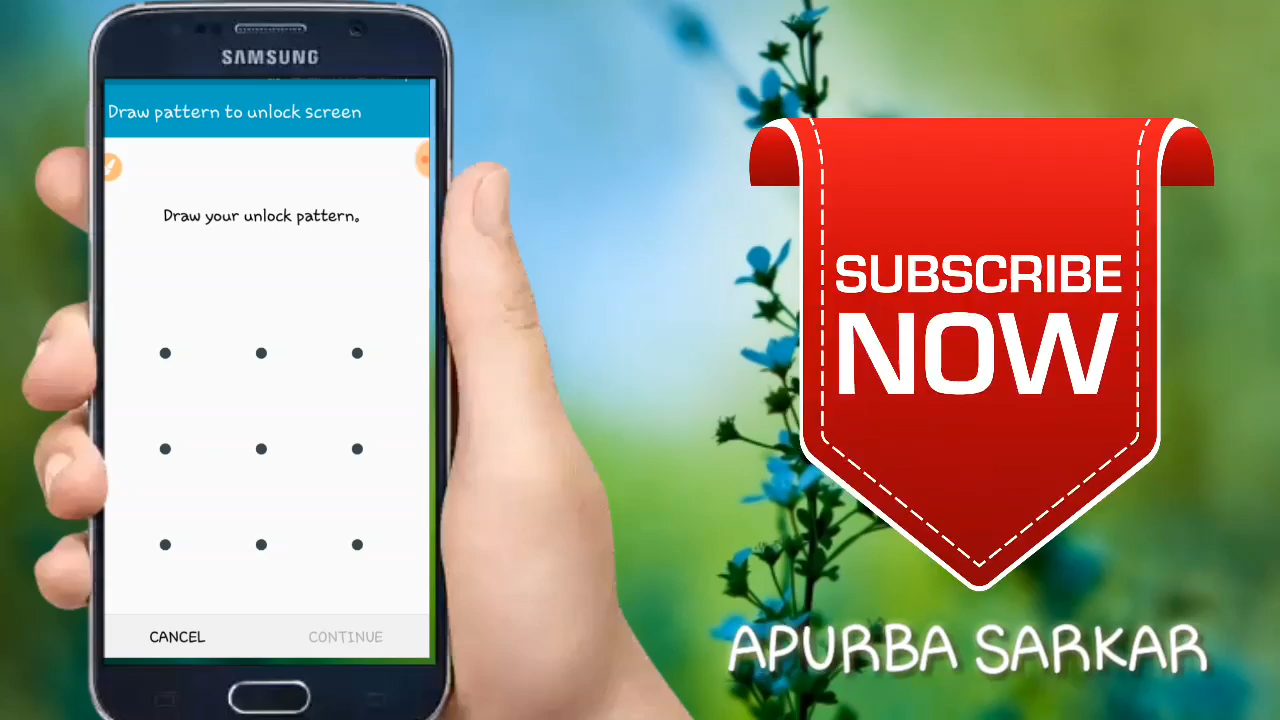 SAMSUNG
Draw pattern to unlock screen
Draw your unlock pattern.
CANCEL
CONTINUE
SUBSCRIBE
NOW
APURBA SARKAR